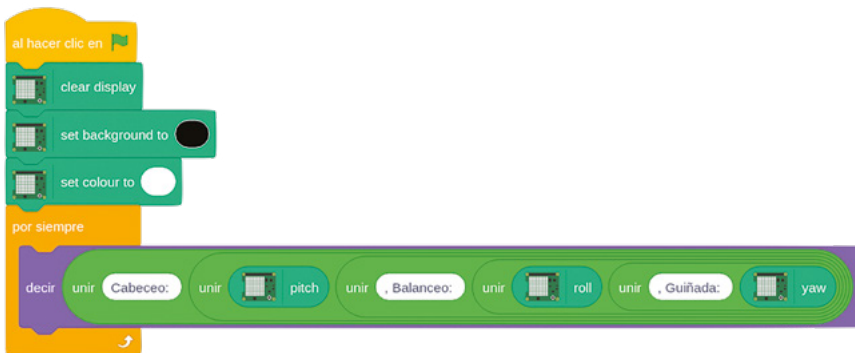 al hacer clic en
clear display
set background to
set colour to
por siempre
decir unir Cabeceo: unir pitch unir , Balanceo: unir roll unir , Guiñada: yaw